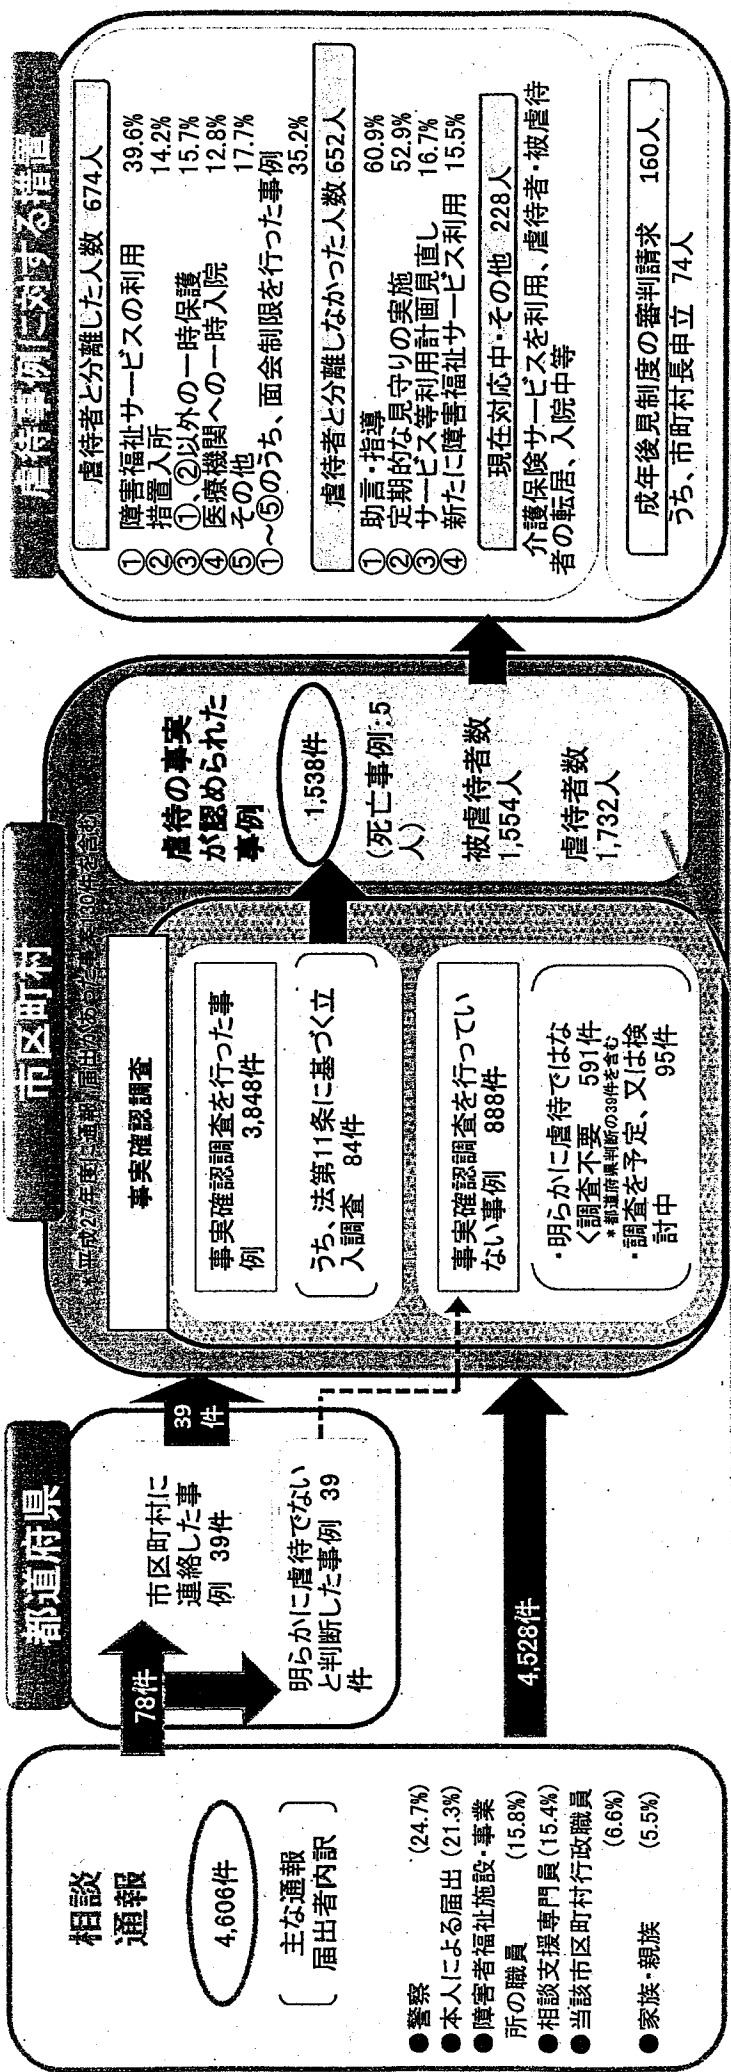 相談
通報
4,606件
主な通報
届出者内訳
●警察 (24.7%)
●本人による届出 (21.3%)
●障害者福祉施設・事業
所の職員 (15.8%)
●相談支援専門員 (15.4%)
●当該市区町村行政職員
(6.6%)
●家族・親族 (5.5%)
78件
4,528件
都道府県
市区町村に
連絡した事
例 39件
明らかに虐待でない
と判断した事例 39
件
39
件
市区町村
事実確認調査
事実確認調査を行った事
例 3,848件
うち、法第11条に基づく立
入調査 84件
事実確認調査を行ってい
ない事例 888件
・明らかに虐待ではな
く調査不要 591件
*都道府県判断の39件を含む
・調査を予定、又は検
討中 95件
虐待の事実
が認められた
事例
1,538件
(死亡事例:5
人)
被虐待者数
1,554人
虐待者数
1,732人
虐待事例に対する措置
虐待者と分離した人数 674人
① 障害福祉サービスの利用 39.6%
② 措置入所 14.2%
③ ①、②以外の一時保護 15.7%
④ 医療機関への一時入院 12.8%
⑤ その他 17.7%
①~⑤のうち、面会制限を行った事例
35.2%
虐待者と分離しなかった人数 652人
① 助言・指導 60.9%
② 定期的な見守りの実施 52.9%
③ サービス等利用計画見直し 16.7%
④ 新たに障害福祉サービス利用 15.5%
現在対応中・その他 228人
介護保険サービスを利用、虐待者・被虐待
者の転居、入院中等
成年後見制度の審判請求 160人
うち、市町村長申立 74人